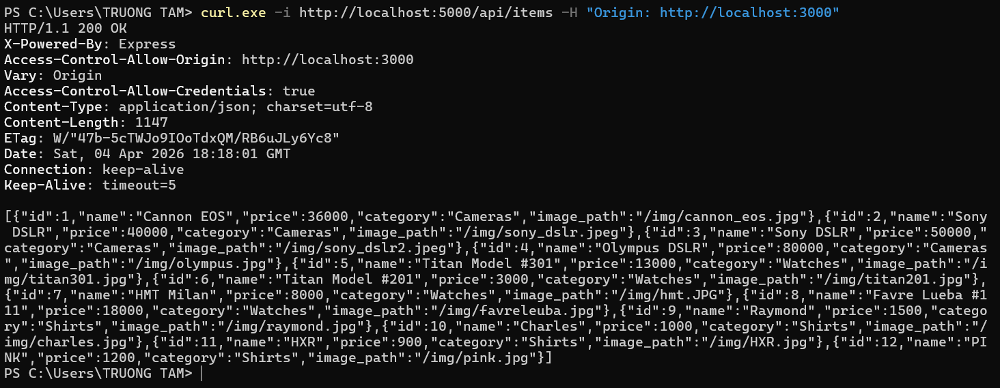 PS C:\Users\TRUONG TAM> curl.exe -i http://localhost:5000/api/items -H "Origin: http://localhost:3000"
HTTP/1.1 200 OK
X-Powered-By: Express
Access-Control-Allow-Origin: http://localhost:3000
Vary: Origin
Access-Control-Allow-Credentials: true
Content-Type: application/json; charset=utf-8
Content-Length: 1147
ETag: W/"47b-5cTWJo9IOoTdxQM/RB6uJLy6Yc8"
Date: Sat, 04 Apr 2026 18:18:01 GMT
Connection: keep-alive
Keep-Alive: timeout=5

[{"id":1,"name":"Cannon EOS","price":36000,"category":"Cameras","image_path":"/img/cannon_eos.jpg"},{"id":2,"name":"Sony
 DSLR","price":40000,"category":"Cameras","image_path":"/img/sony_dslr.jpeg"},{"id":3,"name":"Sony DSLR","price":50000,"
category":"Cameras","image_path":"/img/sony_dslr2.jpeg"},{"id":4,"name":"Olympus DSLR","price":80000,"category":"Cameras
","image_path":"/img/olympus.jpg"},{"id":5,"name":"Titan Model #301","price":13000,"category":"Watches","image_path":"/i
mg/titan301.jpg"},{"id":6,"name":"Titan Model #201","price":3000,"category":"Watches","image_path":"/img/titan201.jpg"},
{"id":7,"name":"HMT Milan","price":8000,"category":"Watches","image_path":"/img/hmt.JPG"},{"id":8,"name":"Favre Lueba #1
11","price":18000,"category":"Watches","image_path":"/img/favreleuba.jpg"},{"id":9,"name":"Raymond","price":1500,"catego
ry":"Shirts","image_path":"/img/raymond.jpg"},{"id":10,"name":"Charles","price":1000,"category":"Shirts","image_path":"/
img/charles.jpg"},{"id":11,"name":"HXR","price":900,"category":"Shirts","image_path":"/img/HXR.jpg"},{"id":12,"name":"PI
NK","price":1200,"category":"Shirts","image_path":"/img/pink.jpg"}]
PS C:\Users\TRUONG TAM>